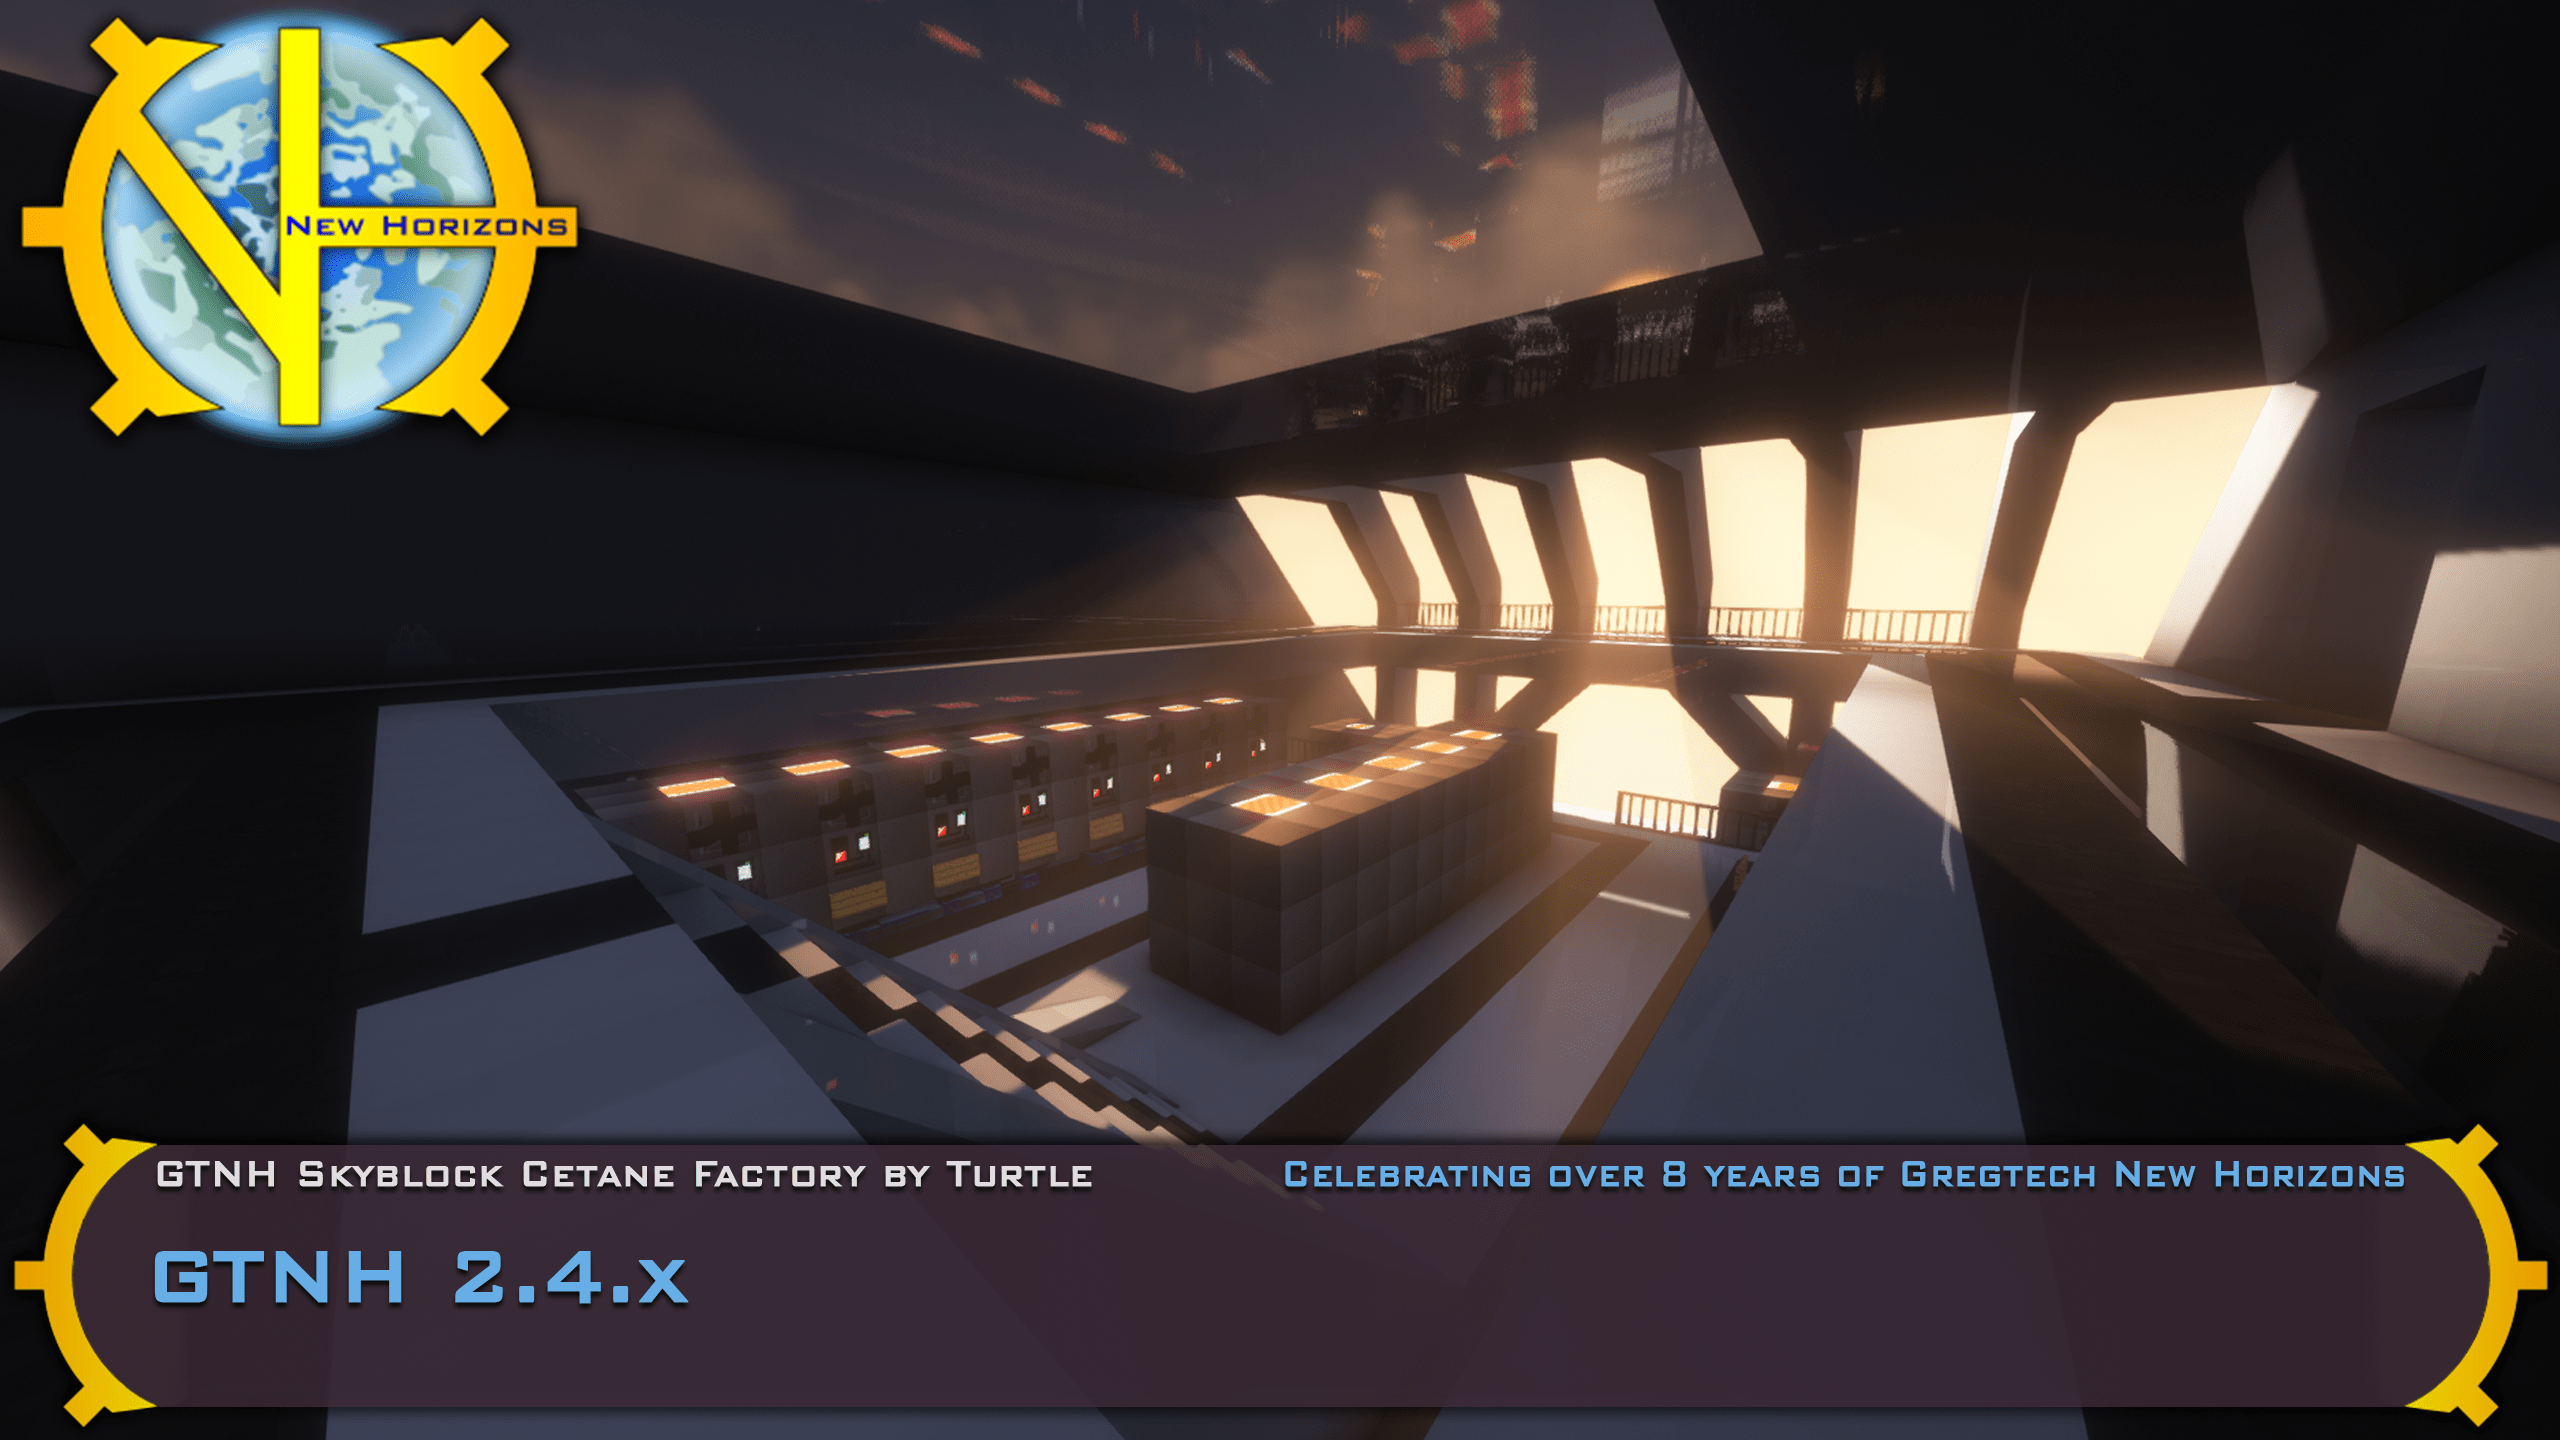 New Horizons
GTNH Skyblock Cetane Factory by Turtle
Celebrating over 8 years of Gregtech New Horizons
GTNH 2.4.x